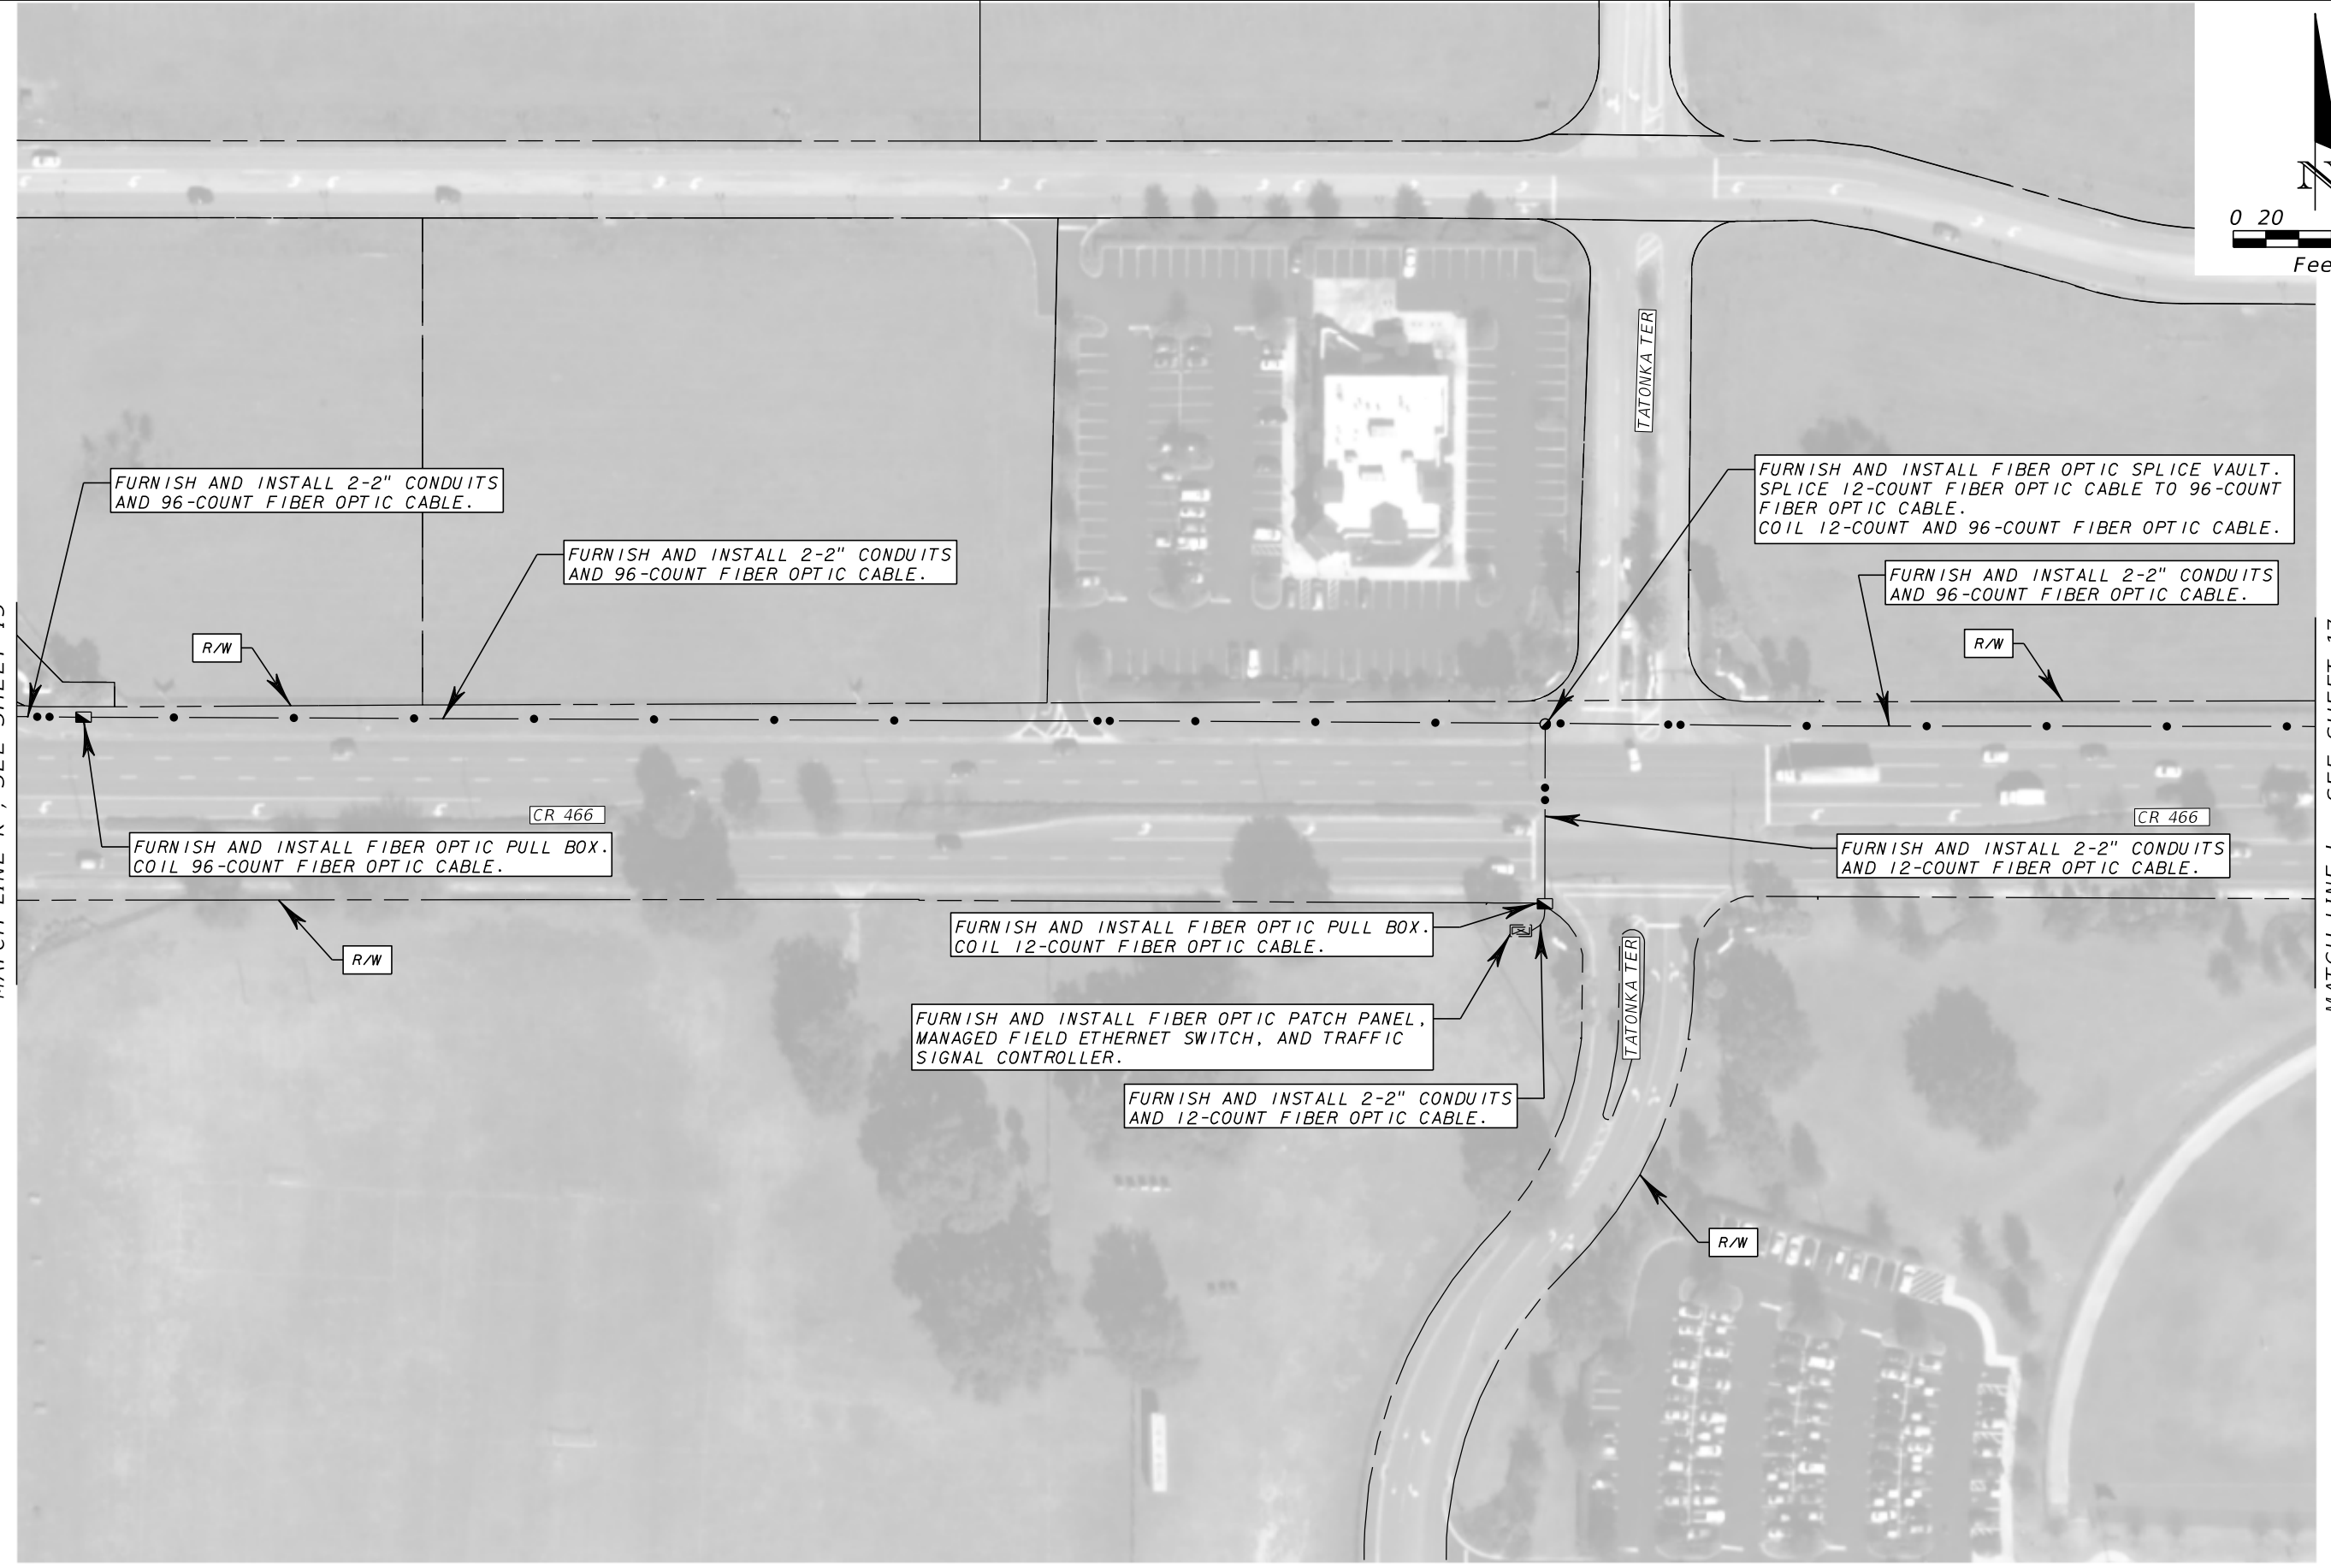 N
0 20
TATONKA TER
FURNISH AND INSTALL 2-2" CONDUITS
AND 96-COUNT FIBER OPTIC CABLE.
FURNISH AND INSTALL FIBER OPTIC SPLICE VAULT.
SPLICE 12-COUNT FIBER OPTIC CABLE TO 96-COUNT
FIBER OPTIC CABLE.
COIL 12-COUNT AND 96-COUNT FIBER OPTIC CABLE.
FURNISH AND INSTALL 2-2" CONDUITS
AND 96-COUNT FIBER OPTIC CABLE.
FURNISH AND INSTALL 2-2" CONDUITS
AND 96-COUNT FIBER OPTIC CABLE.
R/W
R/W
CR 466
CR 466
FURNISH AND INSTALL FIBER OPTIC PULL BOX.
COIL 96-COUNT FIBER OPTIC CABLE.
FURNISH AND INSTALL 2-2" CONDUITS
AND 12-COUNT FIBER OPTIC CABLE.
FURNISH AND INSTALL FIBER OPTIC PULL BOX.
COIL 12-COUNT FIBER OPTIC CABLE.
R/W
TATONKA TER
FURNISH AND INSTALL FIBER OPTIC PATCH PANEL,
MANAGED FIELD ETHERNET SWITCH, AND TRAFFIC
SIGNAL CONTROLLER.
FURNISH AND INSTALL 2-2" CONDUITS
AND 12-COUNT FIBER OPTIC CABLE.
R/W